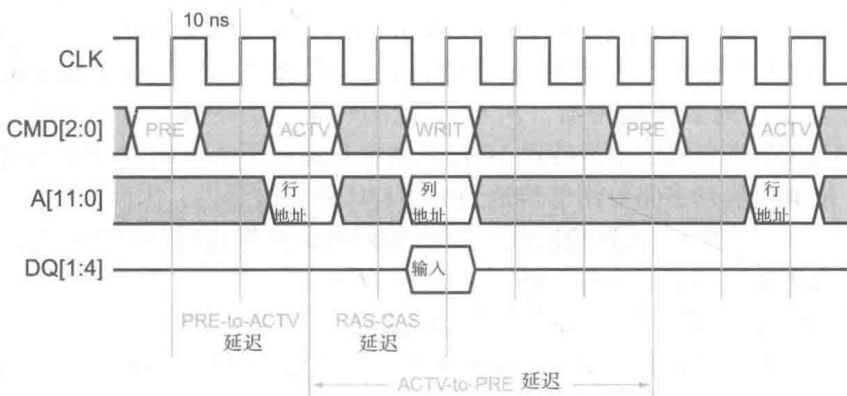 10 ns
CLK
CMD[2:0]
PRE
ACTV
WRIT
PRE
ACTV
A[11:0]
行
地址
列
地址
行
地址
DQ[1:4]
输入
PRE-to-ACTV
延迟
RAS-CAS
延迟
ACTV-to-PRE 延迟